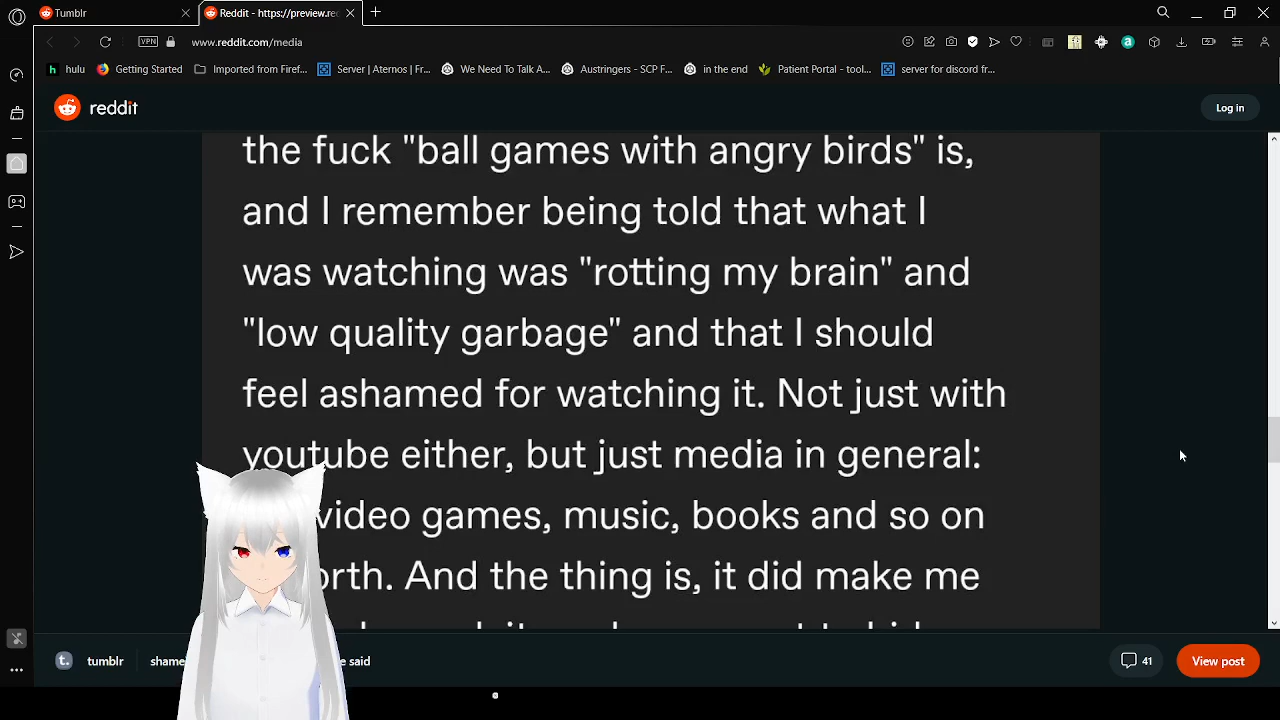 Tumblr
Reddit - https://preview.red
VPN
www.reddit.com/media
hulu
Getting Started
Imported from Firef...
Server | Aternos | Fr...
We Need To Talk A...
Austringers - SCP F...
in the end
Patient Portal - tool...
server for discord fr...
reddit
Log in
the fuck "ball games with angry birds" is,
and I remember being told that what I
was watching was "rotting my brain" and
"low quality garbage" and that I should
feel ashamed for watching it. Not just with
youtube either, but just media in general:
video games, music, books and so on
orth. And the thing is, it did make me
tumblr
shame
said
41
View post